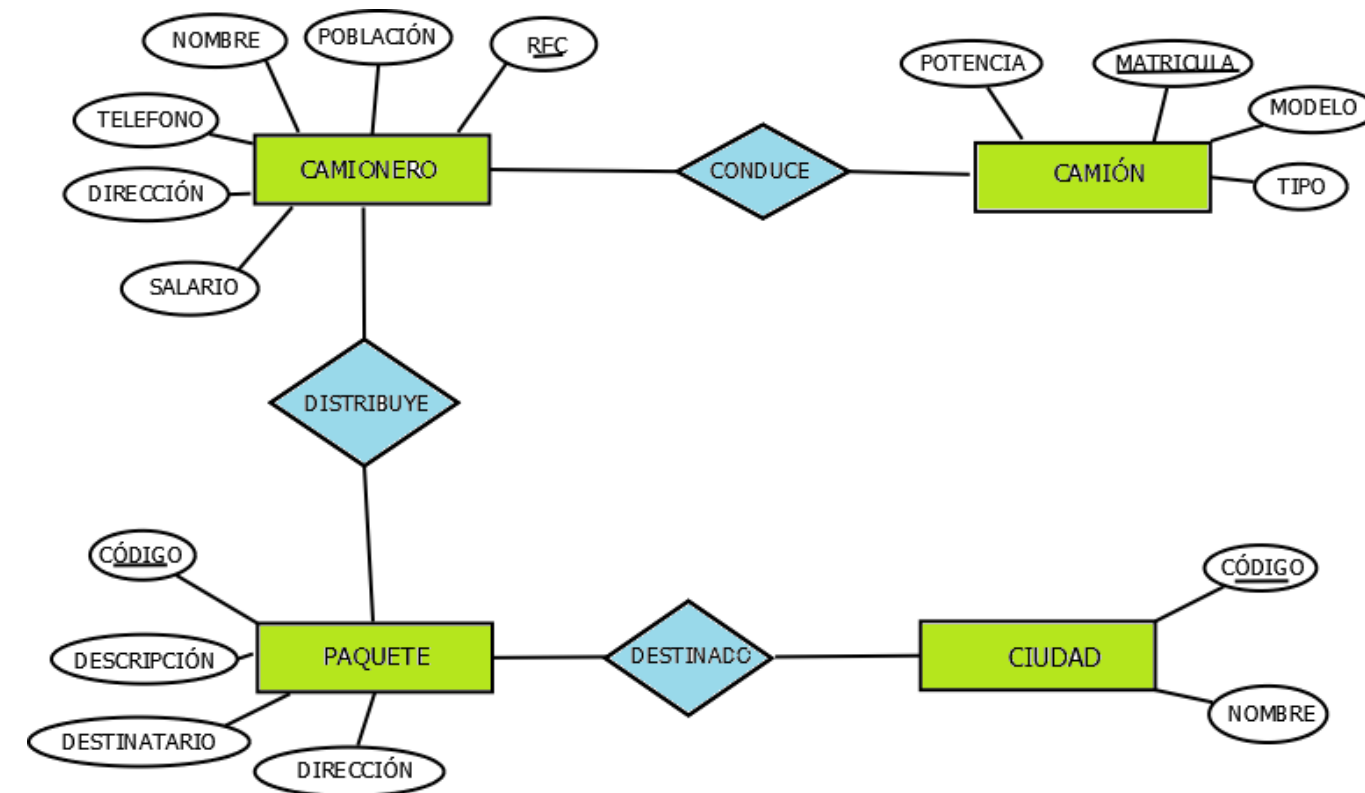 NOMBRE
POBLACIÓN
RFC
TELEFONO
DIRECCIÓN
SALARIO
CAMIONERO
CONDUCE
POTENCIA
MATRICULA
MODELO
TIPO
CAMIÓN
DISTRIBUYE
CÓDIGO
DESCRIPCIÓN
DESTINATARIO
DIRECCIÓN
PAQUETE
DESTINADO
CIUDAD
CÓDIGO
NOMBRE